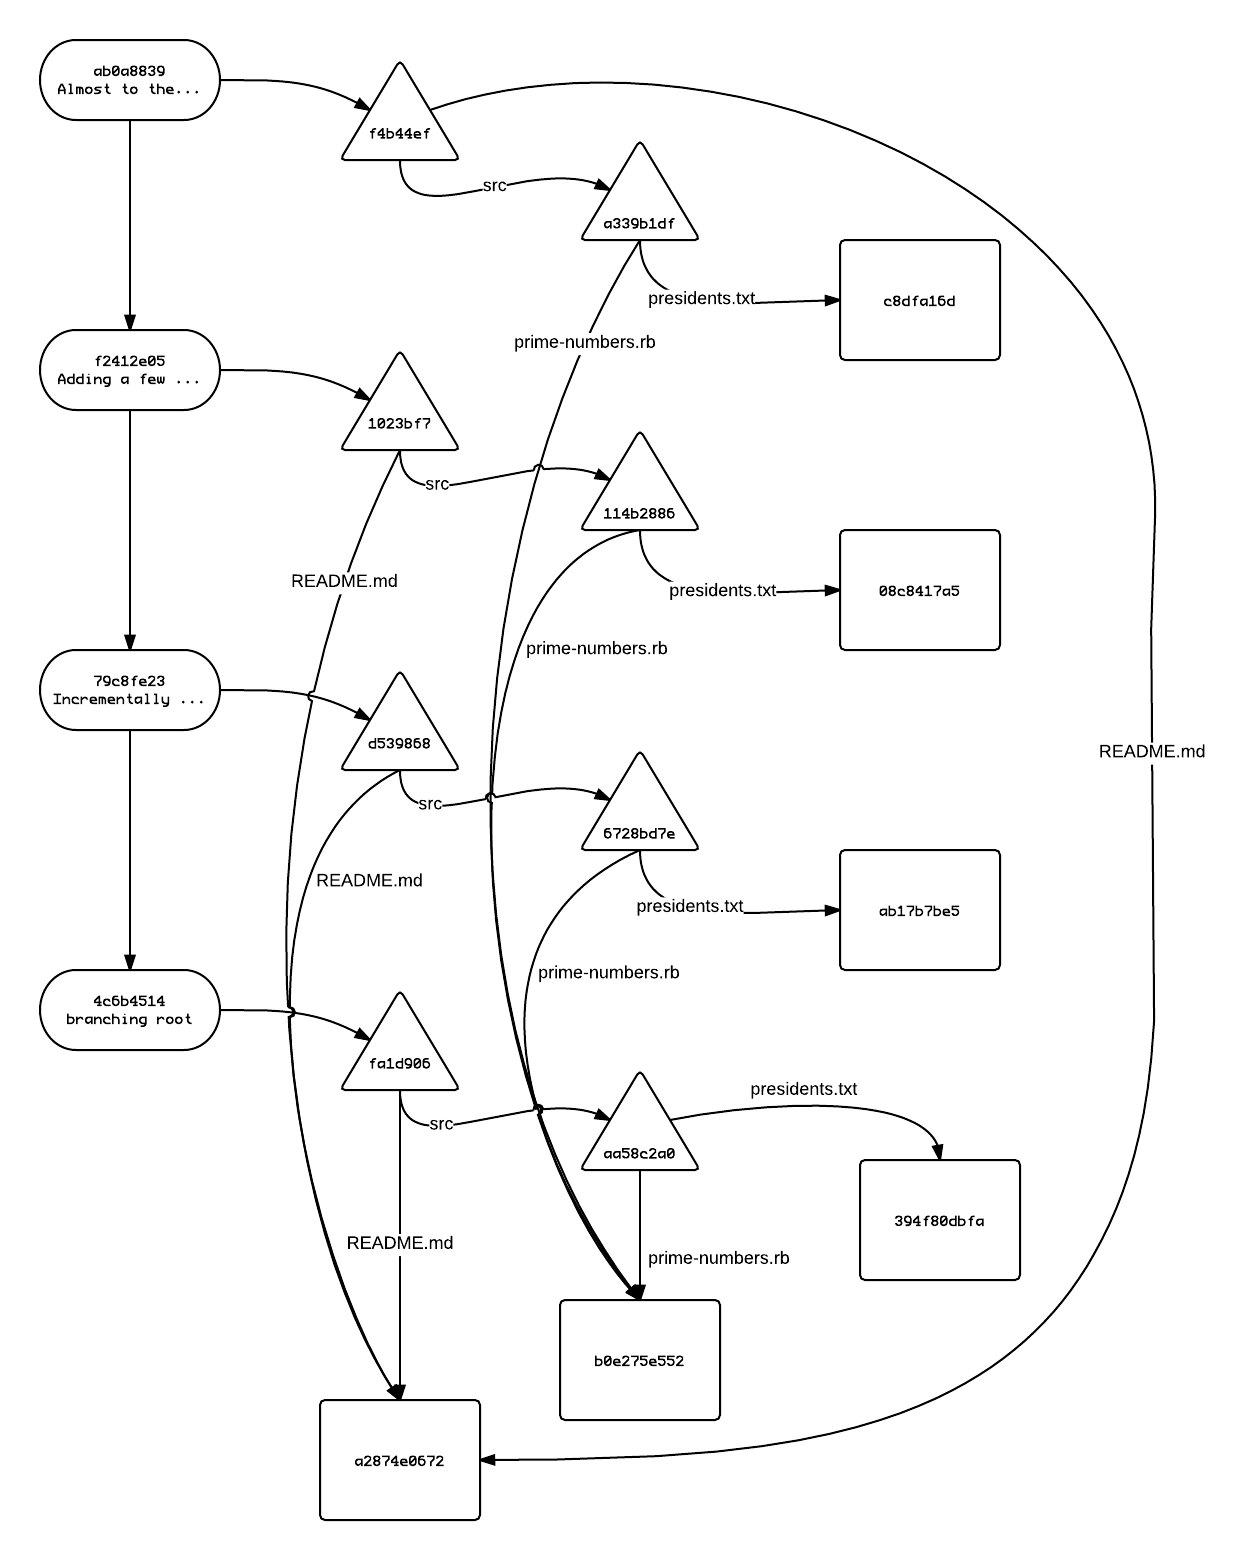 ab0a8839
Almost to the...
f4b44ef
src
a339b1df
presidents.txt
c8dfa16d
prime-numbers.rb
f2412e05
Adding a few ...
1023bf7
src
114b2886
README.md
presidents.txt
08c8417a5
prime-numbers.rb
79c8fe23
Incrementally ...
d539868
README.md
src
6728bd7e
README.md
presidents.txt
ab17b7be5
prime-numbers.rb
4c6b4514
branching root
fa1d906
presidents.txt
src
aa58c2a0
394f80dbfa
README.md
prime-numbers.rb
b0e275e552
a2874e0672